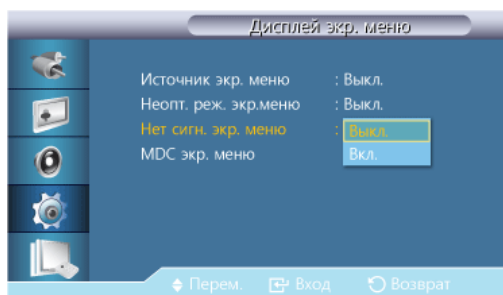 Дисплей экр. меню
Источник экр. меню : Выкл.
Неопт. реж. экр.меню : Выкл.
Нет сигн. экр. меню : Выкл.
MDC экр. меню Вкл.
Перем. Вход Возврат